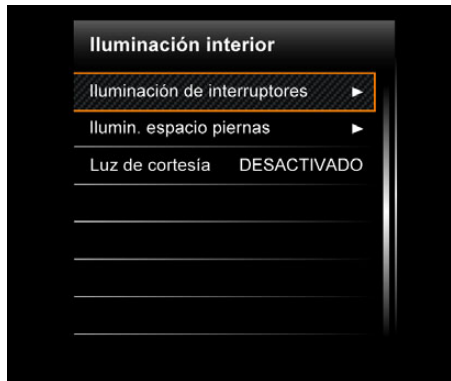 Iluminación interior
Iluminación de interruptores
Ilumin. espacio piernas
Luz de cortesía DESACTIVADO